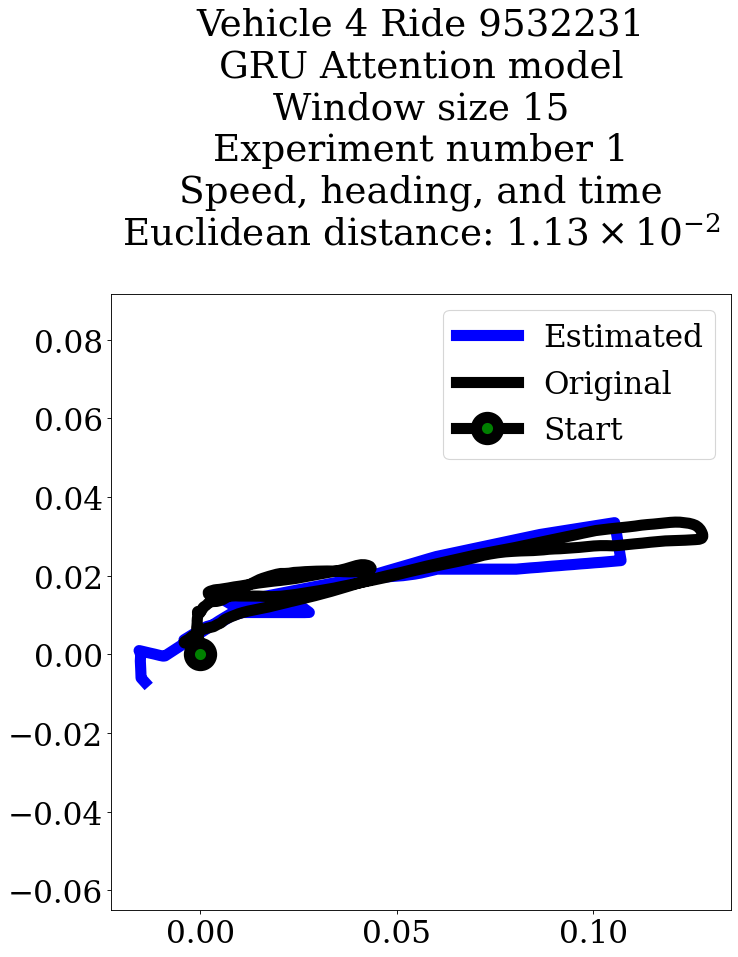 Vehicle 4 Ride 9532231
GRU Attention model
Window size 15
Experiment number 1
Speed, heading, and time
Euclidean distance: 1.13 × 10⁻²
Estimated
Original
Start
0.08
0.06
0.04
0.02
0.00
−0.02
−0.04
−0.06
0.00 0.05 0.10